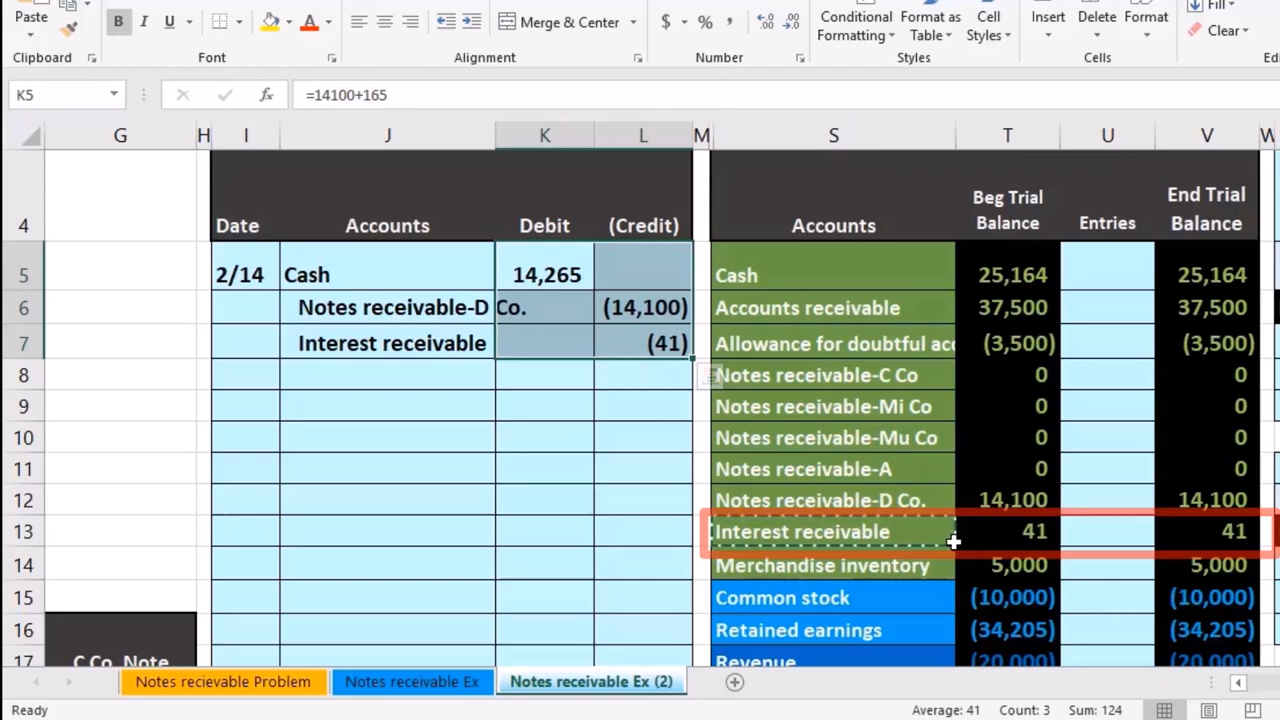 Paste B I U Merge & Center $ % Conditional Formatting Format as Table Cell Styles Insert Delete Format Fill Clear
Clipboard Font Alignment Number Styles Cells
K5 fx =14100+165
G H I J K L M S T U V W
4 Date Accounts Debit (Credit) Accounts Beg Trial Balance Entries End Trial Balance
5 2/14 Cash 14,265 Cash 25,164 25,164
6 Notes receivable-D Co. (14,100) Accounts receivable 37,500 37,500
7 Interest receivable (41) Allowance for doubtful acc (3,500) (3,500)
8 Notes receivable-C Co 0 0
9 Notes receivable-Mi Co 0 0
10 Notes receivable-Mu Co 0 0
11 Notes receivable-A 0 0
12 Notes receivable-D Co. 14,100 14,100
13 Interest receivable 41 41
14 Merchandise inventory 5,000 5,000
15 Common stock (10,000) (10,000)
16 C Co. Note Retained earnings (34,205) (34,205)
17 Revenue (20,000) (20,000)
Notes recievable Problem Notes receivable Ex Notes receivable Ex (2)
Ready Average: 41 Count: 3 Sum: 124